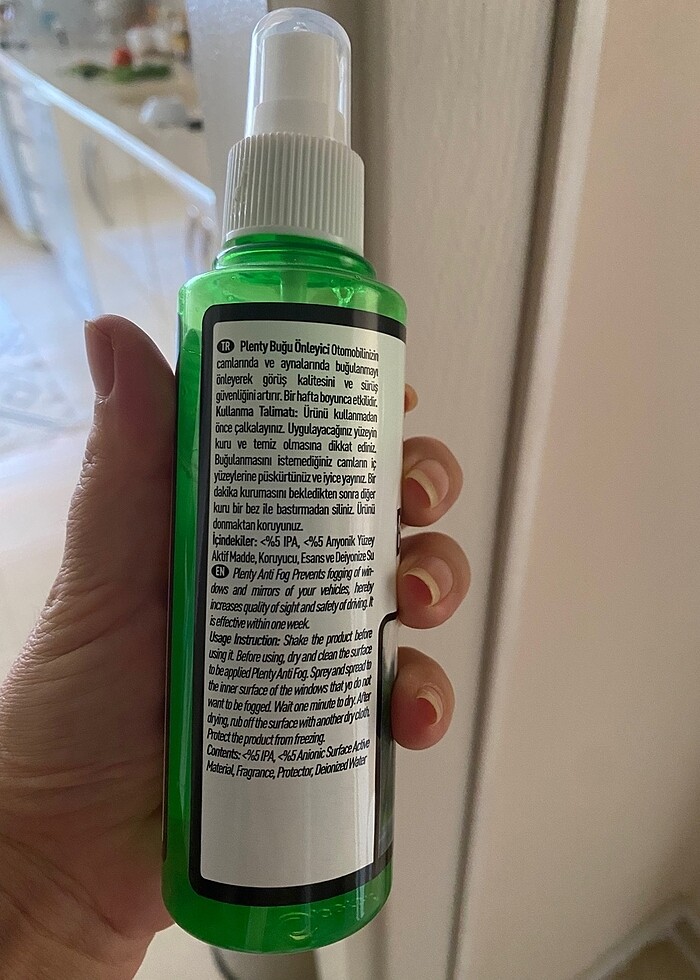 TR Plenty Buğu Önleyici Otomobilinizin
camlarında ve aynalarında buğulanmayı
önleyerek görüş kalitesini ve sürüş
güvenliğini artırır. Bir hafta boyunca etkilidir.
Kullanma Talimatı: Ürünü kullanmadan
önce çalkalayınız. Uygulayacağınız yüzeyin
kuru ve temiz olmasına dikkat ediniz.
Buğulanmasını istemediğiniz camların iç
yüzeylerine püskürtünüz ve iyice yayınız. Bir
dakika kurumasını bekledikten sonra diğer
kuru bir bez ile bastırmadan siliniz. Ürünü
donmaktan koruyunuz.
İçindekiler: <%5 IPA, <%5 Anyonik Yüzey
Aktif Madde, Koruyucu, Esans ve Deiyonize Su
EN Plenty Anti Fog Prevents fogging of win-
dows and mirrors of your vehicles, hereby
increases quality of sight and safety of driving. It
is effective within one week.
Usage Instruction: Shake the product before
using it. Before using, dry and clean the surface
to be applied Plenty Anti Fog. Sprey and spread to
the inner surface of the windows that yo do not
want to be fogged. Wait one minute to dry. After
drying, rub off the surface with another dry cloth.
Protect the product from freezing.
Contents: <%5 IPA, <%5 Anionic Surface Active
Material, Fragrance, Protector, Deionized Water